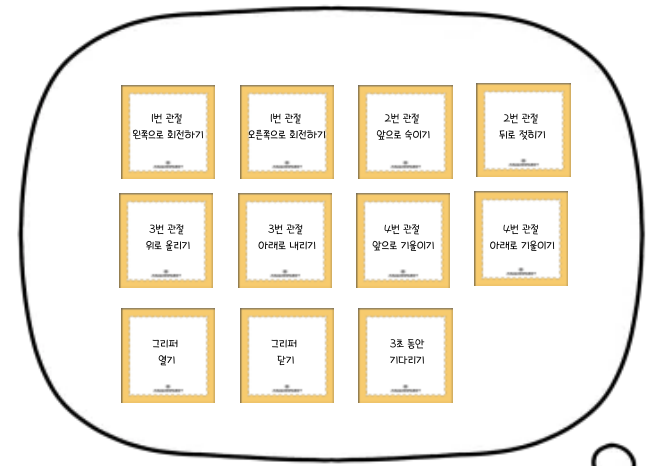 1번 관절
왼쪽으로 회전하기
1번 관절
오른쪽으로 회전하기
2번 관절
앞으로 숙이기
2번 관절
뒤로 젖히기
3번 관절
위로 올리기
3번 관절
아래로 내리기
4번 관절
앞으로 기울이기
4번 관절
아래로 기울이기
그리퍼
열기
그리퍼
닫기
3초 동안
기다리기